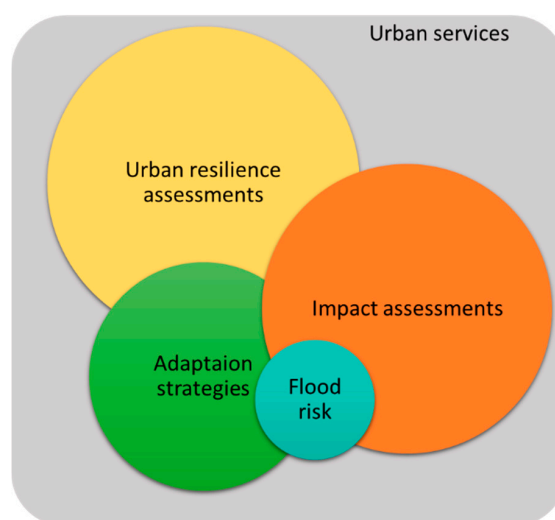 Urban services
Urban resilience
assessments
Impact assessments
Adaptaion
strategies
Flood
risk